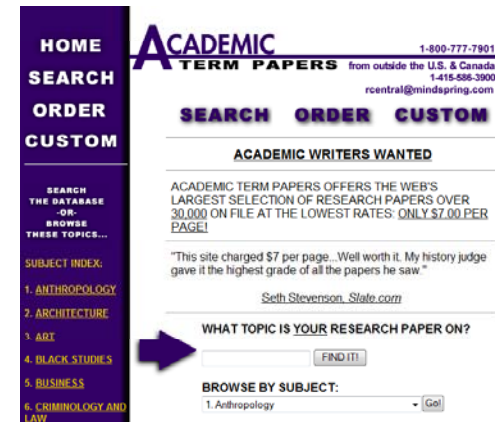 HOME
SEARCH
ORDER
CUSTOM
SEARCH
THE DATABASE
-OR-
BROWSE
THESE TOPICS...
SUBJECT INDEX:
1. ANTHROPOLOGY
2. ARCHITECTURE
3. ART
4. BLACK STUDIES
5. BUSINESS
6. CRIMINOLOGY AND
LAW
ACADEMIC
TERM PAPERS
1-800-777-7901
from outside the U.S. & Canada
1-415-586-3900
rcentral@mindspring.com
SEARCH ORDER CUSTOM
ACADEMIC WRITERS WANTED
ACADEMIC TERM PAPERS OFFERS THE WEB'S
LARGEST SELECTION OF RESEARCH PAPERS OVER
30,000 ON FILE AT THE LOWEST RATES: ONLY $7.00 PER
PAGE!
"This site charged $7 per page...Well worth it. My history judge
gave it the highest grade of all the papers he saw."
Seth Stevenson, Slate.com
WHAT TOPIC IS YOUR RESEARCH PAPER ON?
FIND IT!
BROWSE BY SUBJECT:
1. Anthropology
Go!